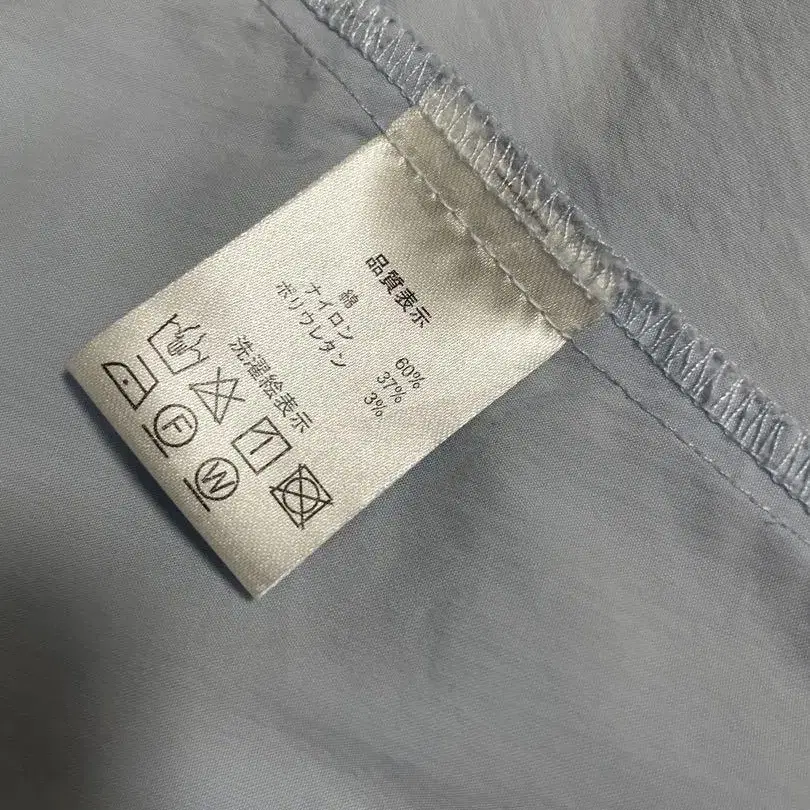 品質表示
綿 60%
ナイロン 37%
ポリウレタン 3%
洗濯絵表示
F
W